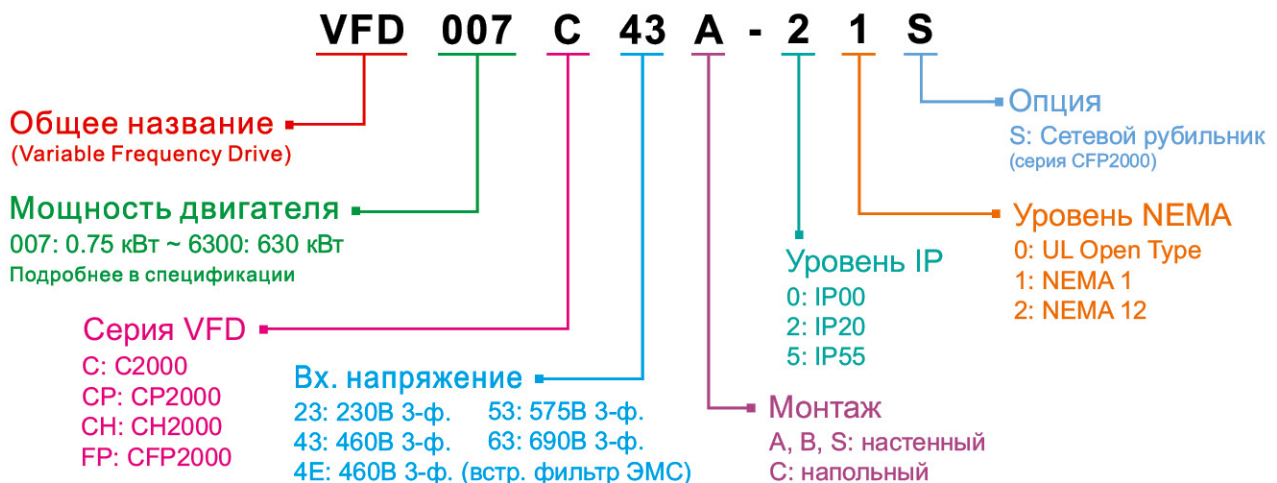 VFD 007 C 43 A - 2 1 S
Общее название
(Variable Frequency Drive)
Мощность двигателя
007: 0.75 кВт ~ 6300: 630 кВт
Подробнее в спецификации
Серия VFD
C: C2000
CP: CP2000
CH: CH2000
FP: CFP2000
Вх. напряжение
23: 230В 3-ф. 53: 575В 3-ф.
43: 460В 3-ф. 63: 690В 3-ф.
4E: 460В 3-ф. (встр. фильтр ЭМС)
Монтаж
A, B, S: настенный
C: напольный
Уровень IP
0: IP00
2: IP20
5: IP55
Уровень NEMA
0: UL Open Type
1: NEMA 1
2: NEMA 12
Опция
S: Сетевой рубильник
(серия CFP2000)